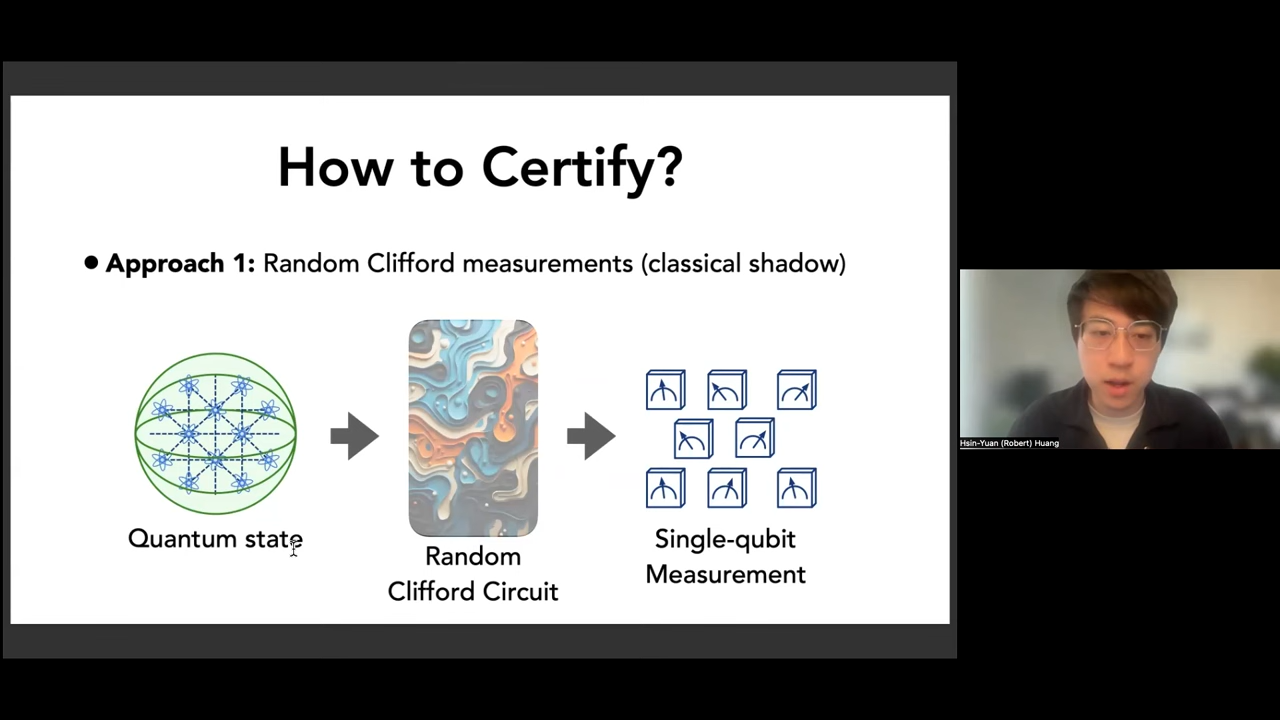 How to Certify?
● Approach 1: Random Clifford measurements (classical shadow)
Quantum state
Random
Clifford Circuit
Single-qubit
Measurement
Hsin-Yuan (Robert) Huang